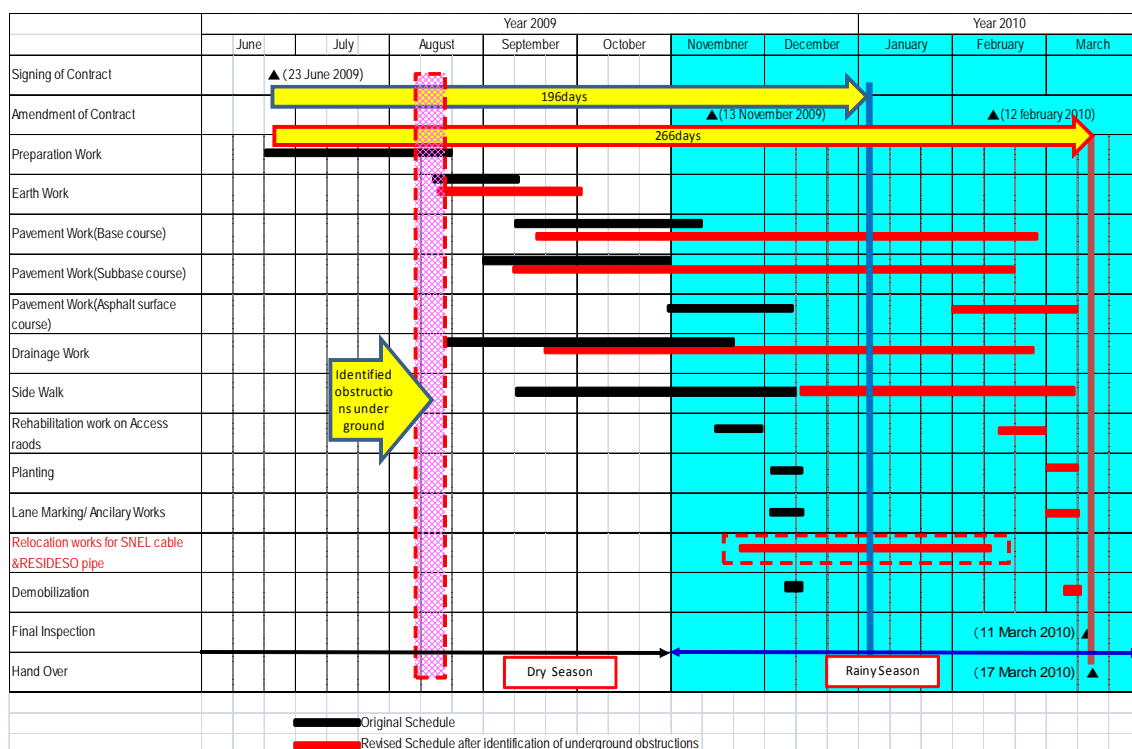 Year 2009
Year 2010
June
July
August
September
October
Novembner
December
January
February
March
Signing of Contract
(23 June 2009)
196days
Amendment of Contract
(13 November 2009)
(12 february 2010)
266days
Preparation Work
Earth Work
Pavement Work(Base course)
Pavement Work(Subbase course)
Pavement Work(Asphalt surface
course)
Drainage Work
Identified
obstructio
ns under
ground
Side Walk
Rehabilitation work on Access
raods
Planting
Lane Marking/ Ancilary Works
Relocation works for SNEL cable
&RESIDESO pipe
Demobilization
Final Inspection
(11 March 2010)
Hand Over
Dry Season
Rainy Season
(17 March 2010)
Original Schedule
Revised Schedule after identification of underground obstructions